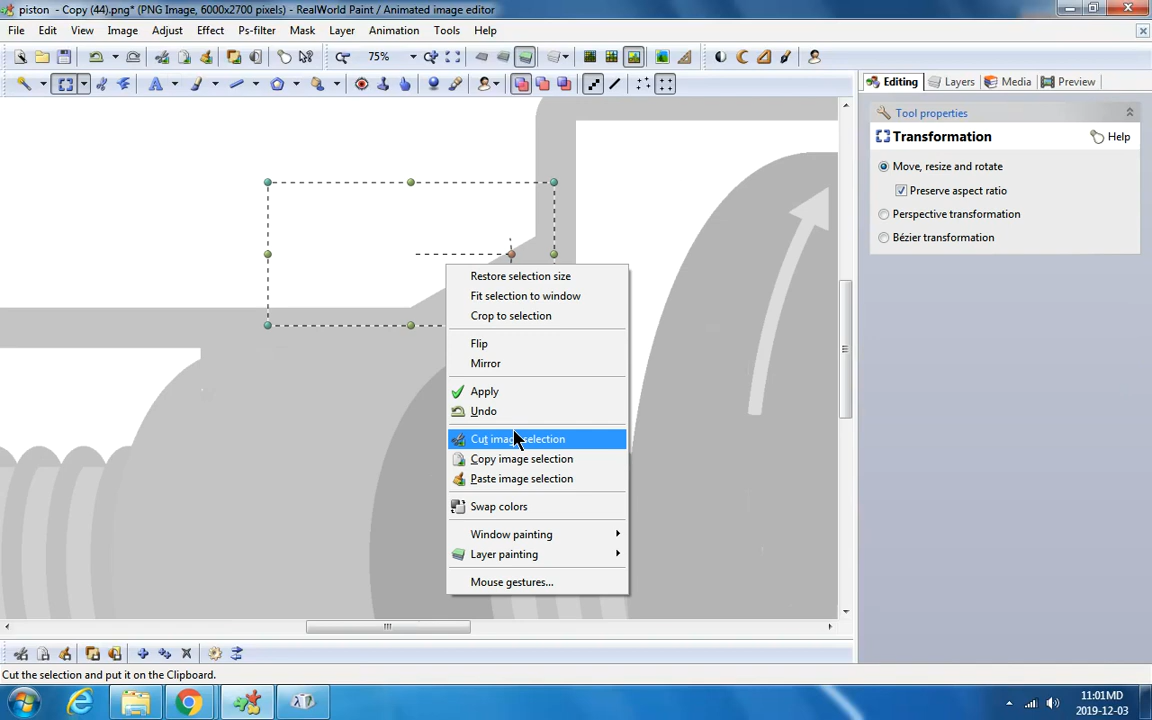 piston - Copy (44).png* (PNG Image, 6000x2700 pixels) - RealWorld Paint / Animated image editor
File Edit View Image Adjust Effect Ps-filter Mask Layer Animation Tools Help
75%
Editing Layers Media Preview
Tool properties
Transformation Help
Move, resize and rotate
Preserve aspect ratio
Perspective transformation
Bézier transformation
Restore selection size
Fit selection to window
Crop to selection
Flip
Mirror
Apply
Undo
Cut image selection
Copy image selection
Paste image selection
Swap colors
Window painting
Layer painting
Mouse gestures...
Cut the selection and put it on the Clipboard.
11:01MD
2019-12-03